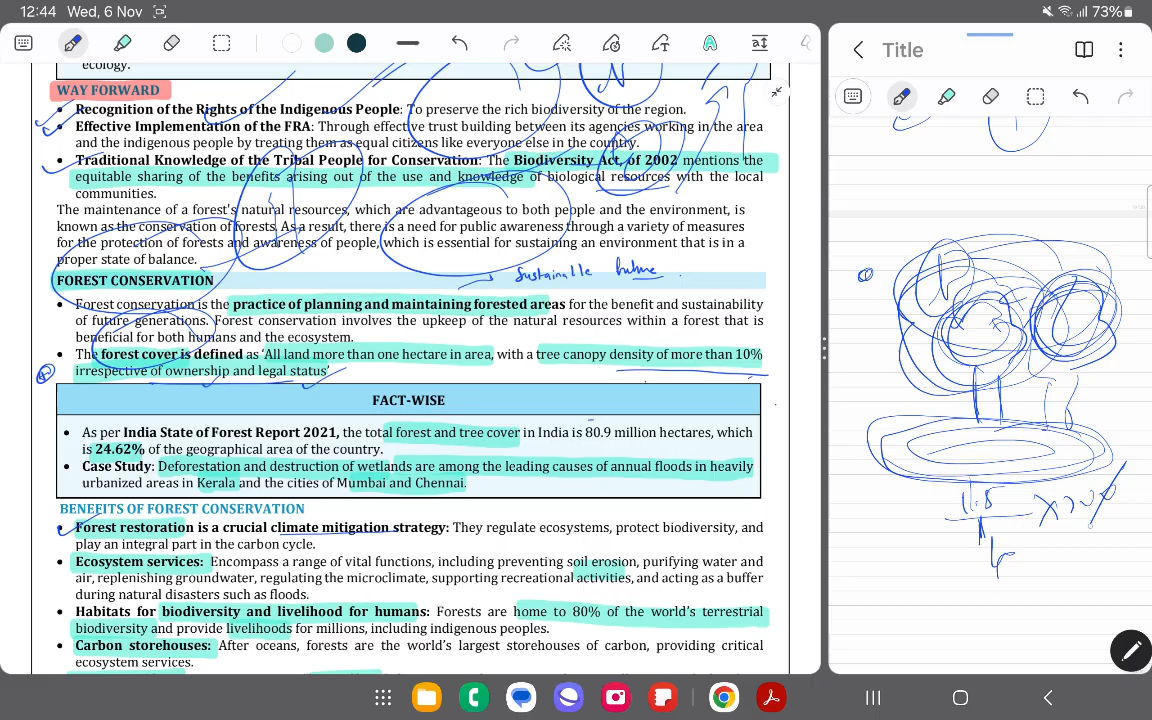 12:44 Wed, 6 Nov
73%
Title
ecology.
WAY FORWARD
• Recognition of the Rights of the Indigenous People: To preserve the rich biodiversity of the region.
• Effective Implementation of the FRA: Through effective trust building between its agencies working in the area
and the indigenous people by treating them as equal citizens like everyone else in the country.
• Traditional Knowledge of the Tribal People for Conservation: The Biodiversity Act, of 2002 mentions the
equitable sharing of the benefits arising out of the use and knowledge of biological resources with the local
communities.
The maintenance of a forest's natural resources, which are advantageous to both people and the environment, is
known as the conservation of forests. As a result, there is a need for public awareness through a variety of measures
for the protection of forests and awareness of people, which is essential for sustaining an environment that is in a
proper state of balance.
sustainable future
FOREST CONSERVATION
• Forest conservation is the practice of planning and maintaining forested areas for the benefit and sustainability
of future generations. Forest conservation involves the upkeep of the natural resources within a forest that is
beneficial for both humans and the ecosystem.
• The forest cover is defined as 'All land more than one hectare in area, with a tree canopy density of more than 10%
irrespective of ownership and legal status'
FACT-WISE
• As per India State of Forest Report 2021, the total forest and tree cover in India is 80.9 million hectares, which
is 24.62% of the geographical area of the country.
• Case Study: Deforestation and destruction of wetlands are among the leading causes of annual floods in heavily
urbanized areas in Kerala and the cities of Mumbai and Chennai.
BENEFITS OF FOREST CONSERVATION
• Forest restoration is a crucial climate mitigation strategy: They regulate ecosystems, protect biodiversity, and
play an integral part in the carbon cycle.
• Ecosystem services: Encompass a range of vital functions, including preventing soil erosion, purifying water and
air, replenishing groundwater, regulating the microclimate, supporting recreational activities, and acting as a buffer
during natural disasters such as floods.
• Habitats for biodiversity and livelihood for humans: Forests are home to 80% of the world's terrestrial
biodiversity and provide livelihoods for millions, including indigenous peoples.
• Carbon storehouses: After oceans, forests are the world's largest storehouses of carbon, providing critical
ecosystem services.